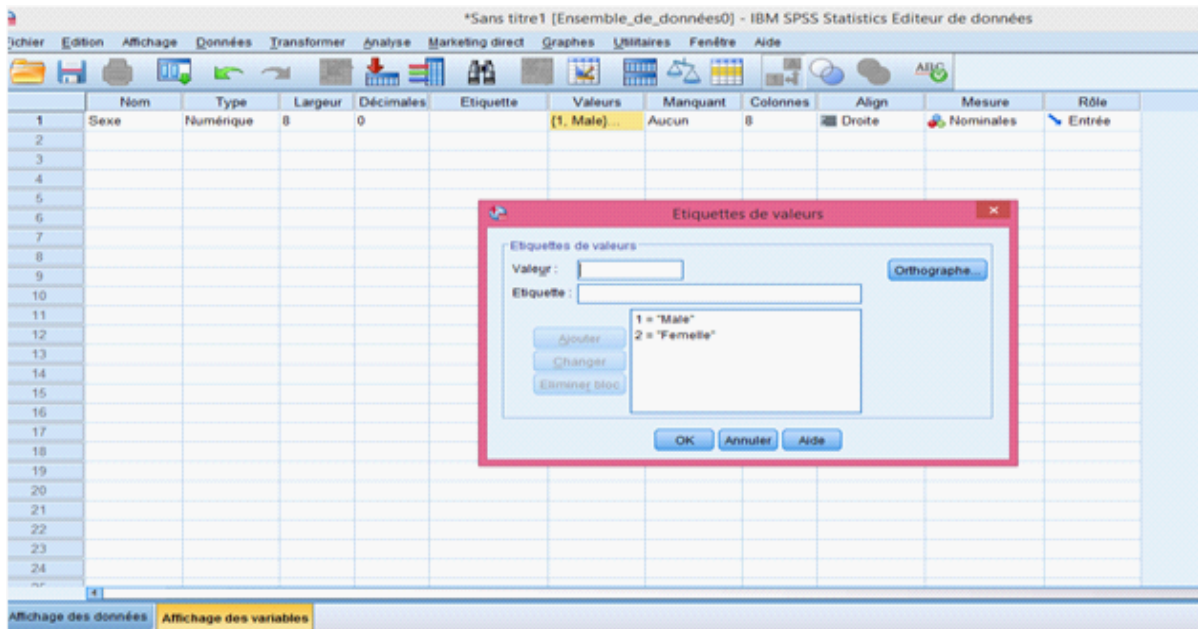 *Sans titre1 [Ensemble_de_données0] - IBM SPSS Statistics Editeur de données
ichier Edition Affichage Données Transformer Analyse Marketing direct Graphes Utilitaires Fenêtre Aide
Nom Type Largeur Décimales Etiquette Valeurs Manquant Colonnes Align Mesure Rôle
1 Sexe Numérique 8 0 {1, Male}... Aucun 8 Droite Nominales Entrée
2
3
4
5
6
7
8
9
10
11
12
13
14
15
16
17
18
19
20
21
22
23
24
Etiquettes de valeurs
Etiquettes de valeurs
Valeur :
Orthographe...
Etiquette :
1 = "Male"
2 = "Femelle"
Ajouter
Changer
Eliminer bloc
OK Annuler Aide
Affichage des données Affichage des variables